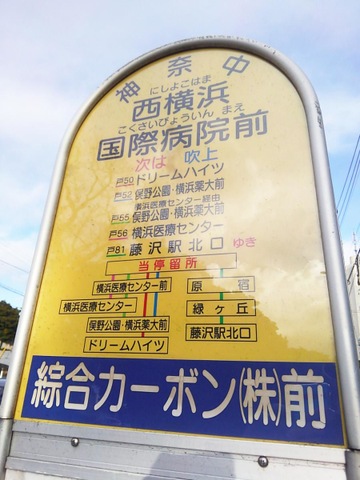 神奈中
にしよこはま
西横浜
こくさいびょういん まえ
国際病院前
次は 吹上
戸50 ドリームハイツ
戸52 俣野公園・横浜薬大前
横浜医療センター経由
戸55 俣野公園・横浜薬大前
戸56 横浜医療センター
戸81 藤沢駅北口 ゆき
当停留所
横浜医療センター前 原宿
横浜医療センター 緑ヶ丘
俣野公園・横浜薬大前 藤沢駅北口
ドリームハイツ
綜合カーボン(株)前